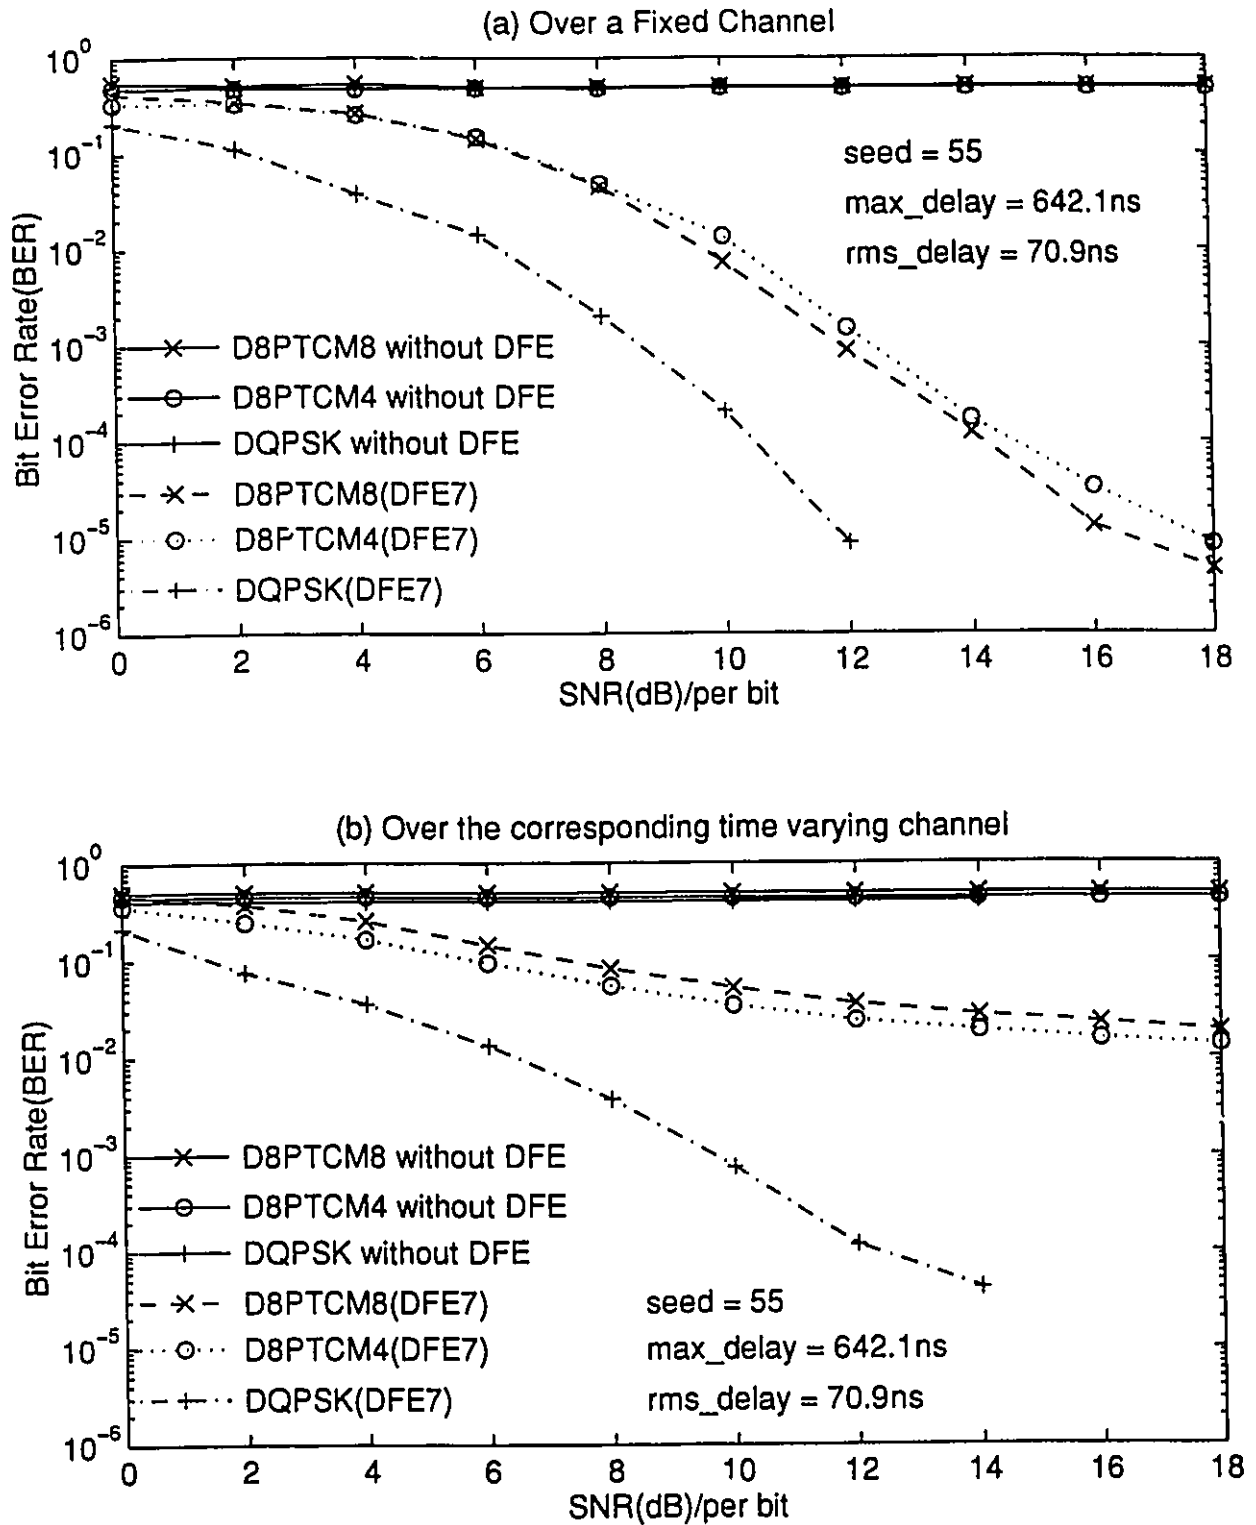 (a) Over a Fixed Channel
10^0
10^-1
10^-2
10^-3
10^-4
10^-5
10^-6
Bit Error Rate(BER)
seed = 55
max_delay = 642.1ns
rms_delay = 70.9ns
D8PTCM8 without DFE
D8PTCM4 without DFE
DQPSK without DFE
D8PTCM8(DFE7)
D8PTCM4(DFE7)
DQPSK(DFE7)
0 2 4 6 8 10 12 14 16 18
SNR(dB)/per bit
(b) Over the corresponding time varying channel
10^0
10^-1
10^-2
10^-3
10^-4
10^-5
10^-6
Bit Error Rate(BER)
D8PTCM8 without DFE
D8PTCM4 without DFE
DQPSK without DFE
D8PTCM8(DFE7)
D8PTCM4(DFE7)
DQPSK(DFE7)
seed = 55
max_delay = 642.1ns
rms_delay = 70.9ns
0 2 4 6 8 10 12 14 16 18
SNR(dB)/per bit